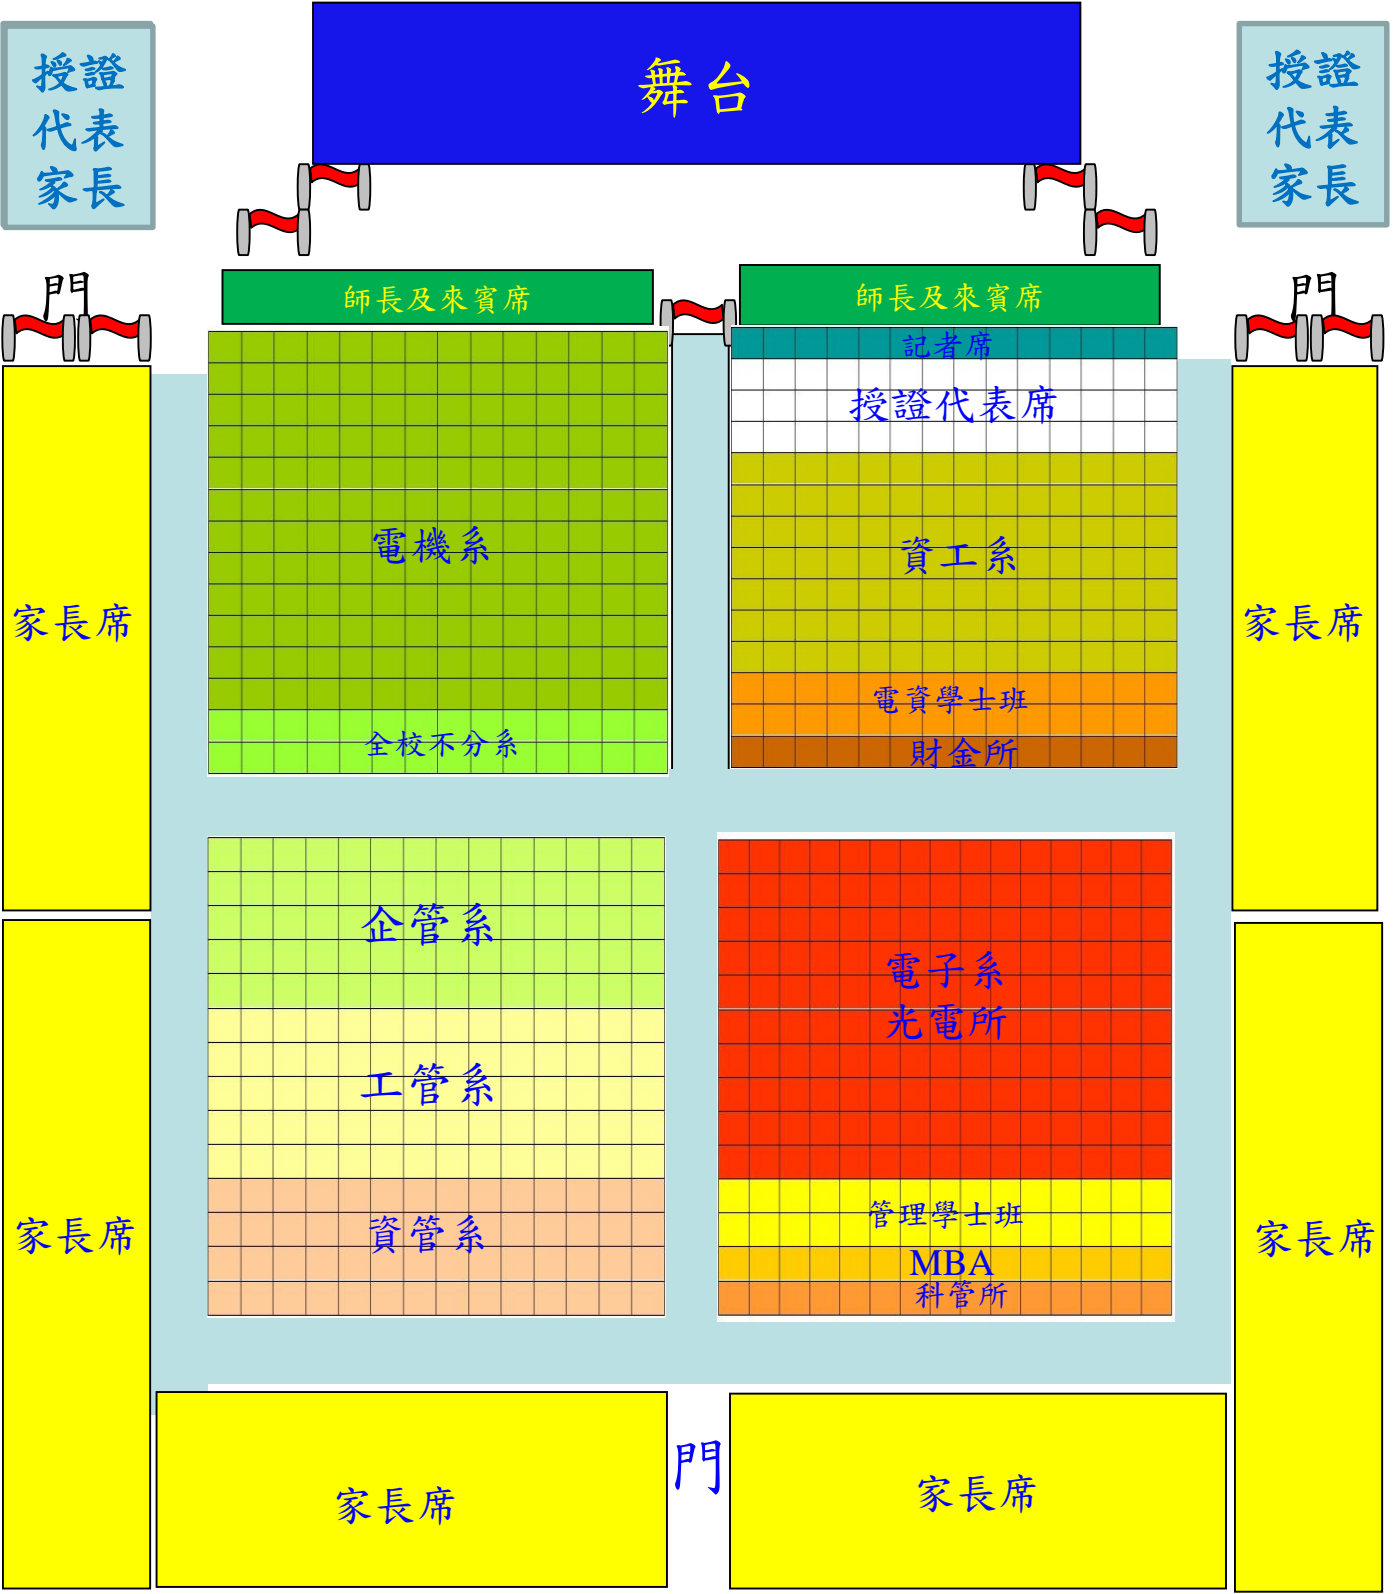 舞台
授證
代表
家長
授證
代表
家長
門
門
師長及來賓席
師長及來賓席
記者席
授證代表席
電機系
資工系
家長席
家長席
電資學士班
全校不分系
財金所
企管系
電子系
光電所
工管系
管理學士班
資管系
MBA
科管所
家長席
家長席
門
家長席
家長席